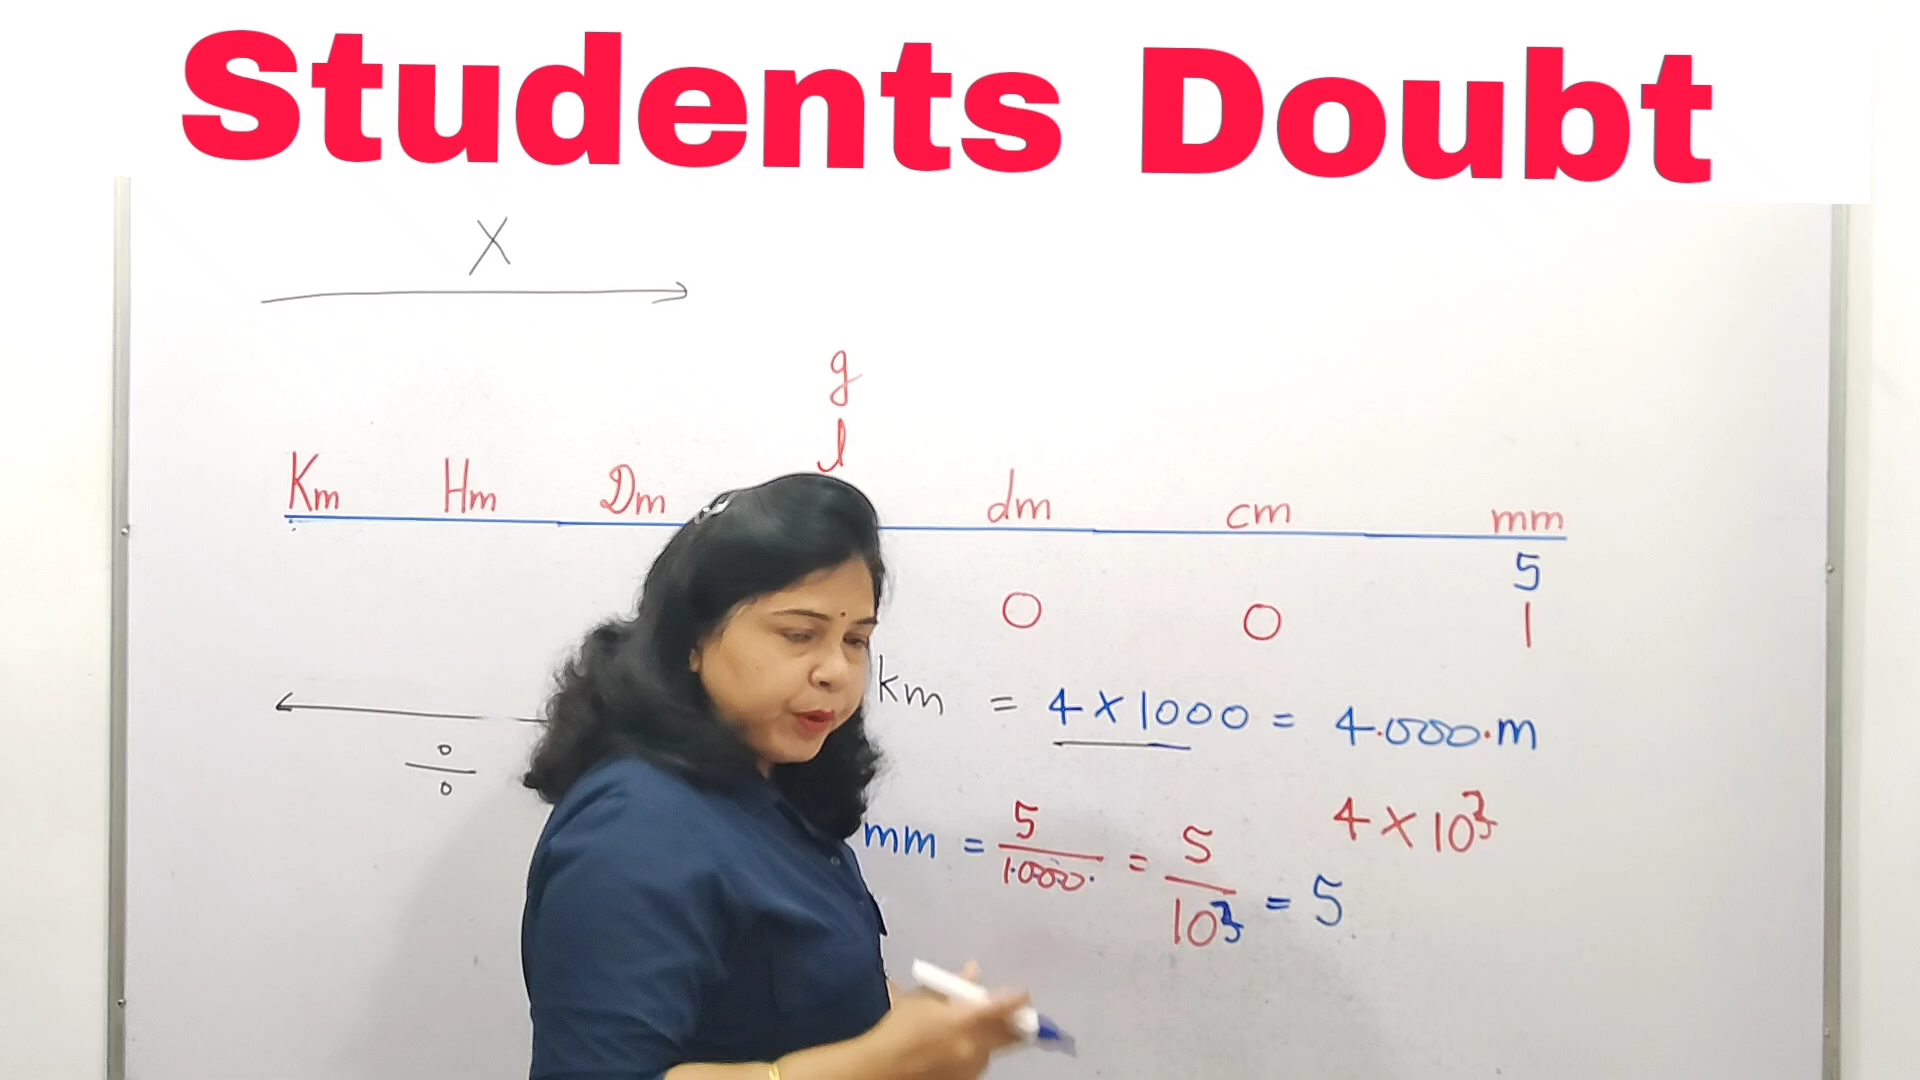 Students Doubt
X
g
l
Km Hm Dm dm cm mm
5
0 0 1
km = 4 X 1000 = 4.000.m
÷
4 X 10³
mm = 5/1.000. = 5/10³ = 5